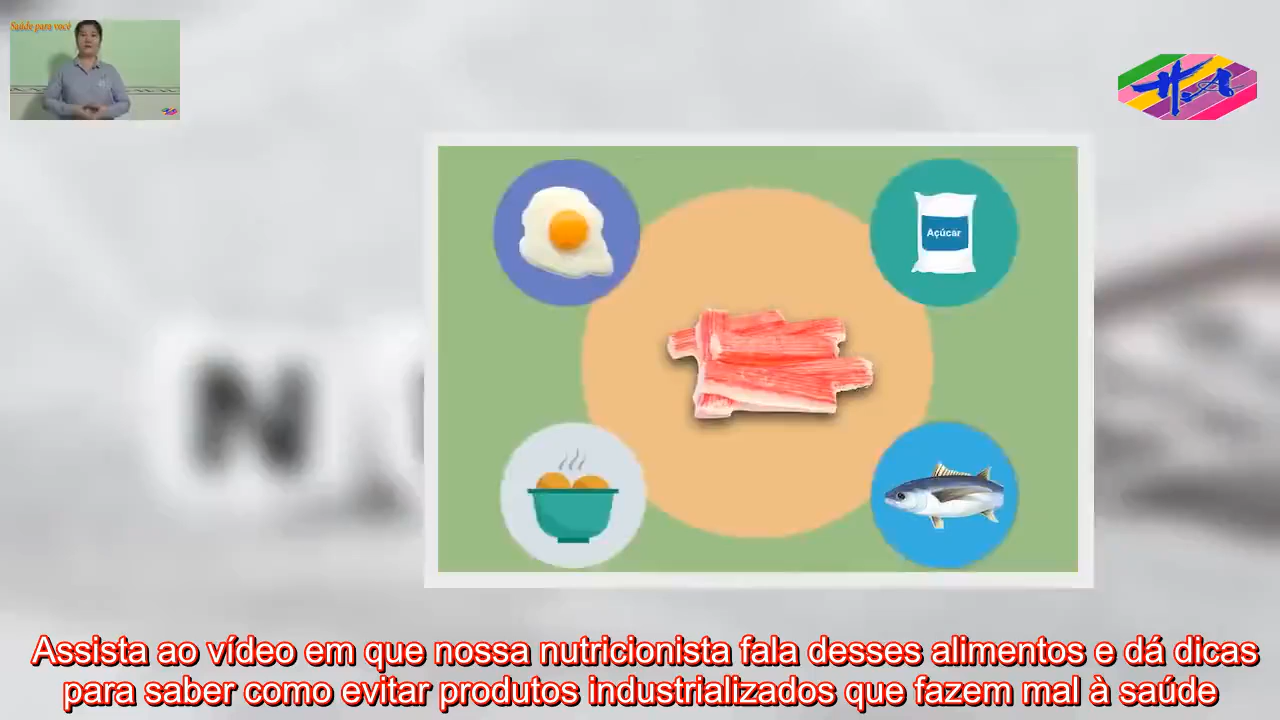 Saúde para você
Açúcar
N
Assista ao vídeo em que nossa nutricionista fala desses alimentos e dá dicas
para saber como evitar produtos industrializados que fazem mal à saúde